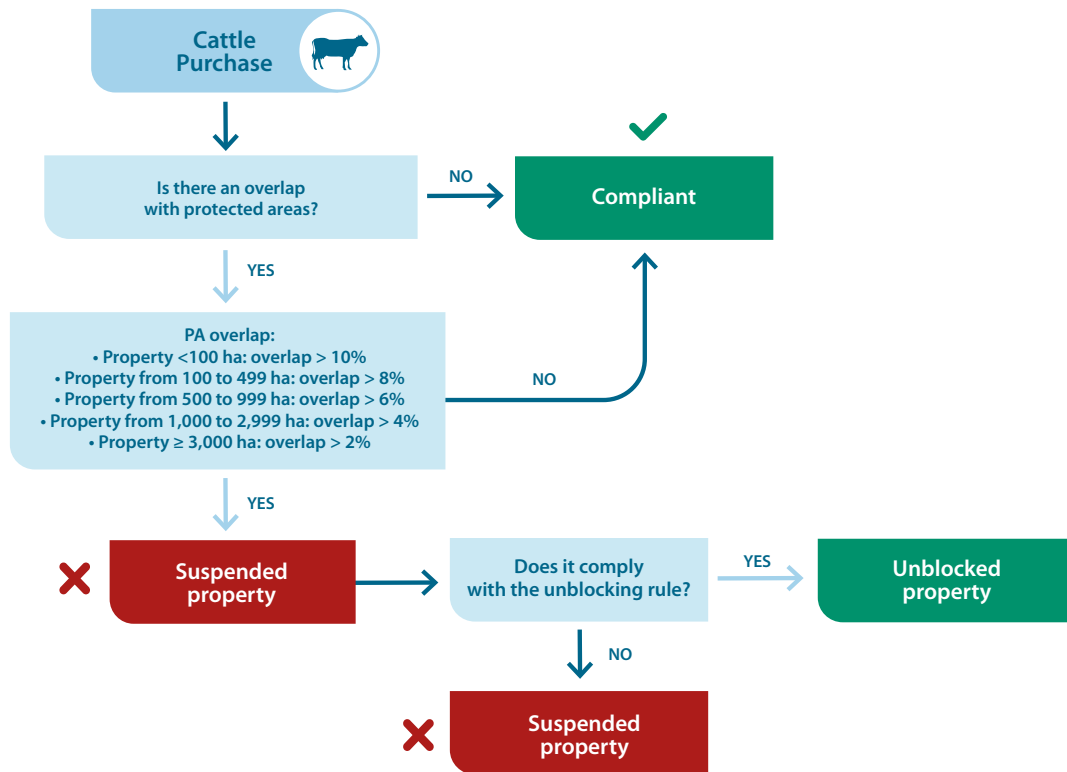 Cattle
Purchase
Is there an overlap
with protected areas?
NO
Compliant
YES
PA overlap:
• Property <100 ha: overlap > 10%
• Property from 100 to 499 ha: overlap > 8%
• Property from 500 to 999 ha: overlap > 6%
• Property from 1,000 to 2,999 ha: overlap > 4%
• Property ≥ 3,000 ha: overlap > 2%
NO
YES
Suspended
property
Does it comply
with the unblocking rule?
YES
Unblocked
property
NO
Suspended
property